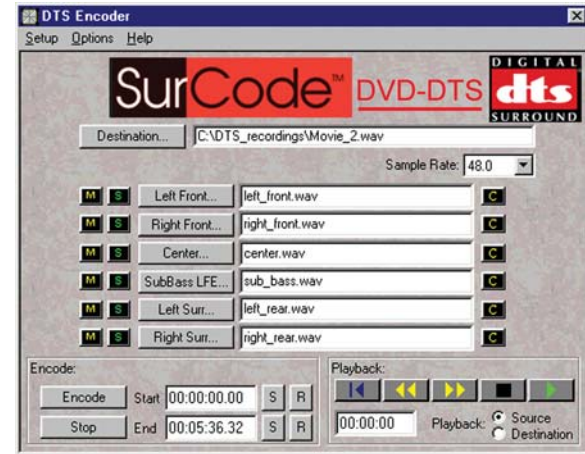 DTS Encoder
Setup Options Help
SurCode™ DVD-DTS
DIGITAL
dts
SURROUND
Destination... C:\DTS_recordings\Movie_2.wav
Sample Rate: 48.0
M S Left Front... left_front.wav C
M S Right Front... right_front.wav C
M S Center... center.wav C
M S SubBass LFE... sub_bass.wav C
M S Left Surr... left_rear.wav C
M S Right Surr... right_rear.wav C
Encode: Playback:
Encode Start 00:00:00.00 S R
Stop End 00:05:36.32 S R 00:00:00 Playback: Source
Destination